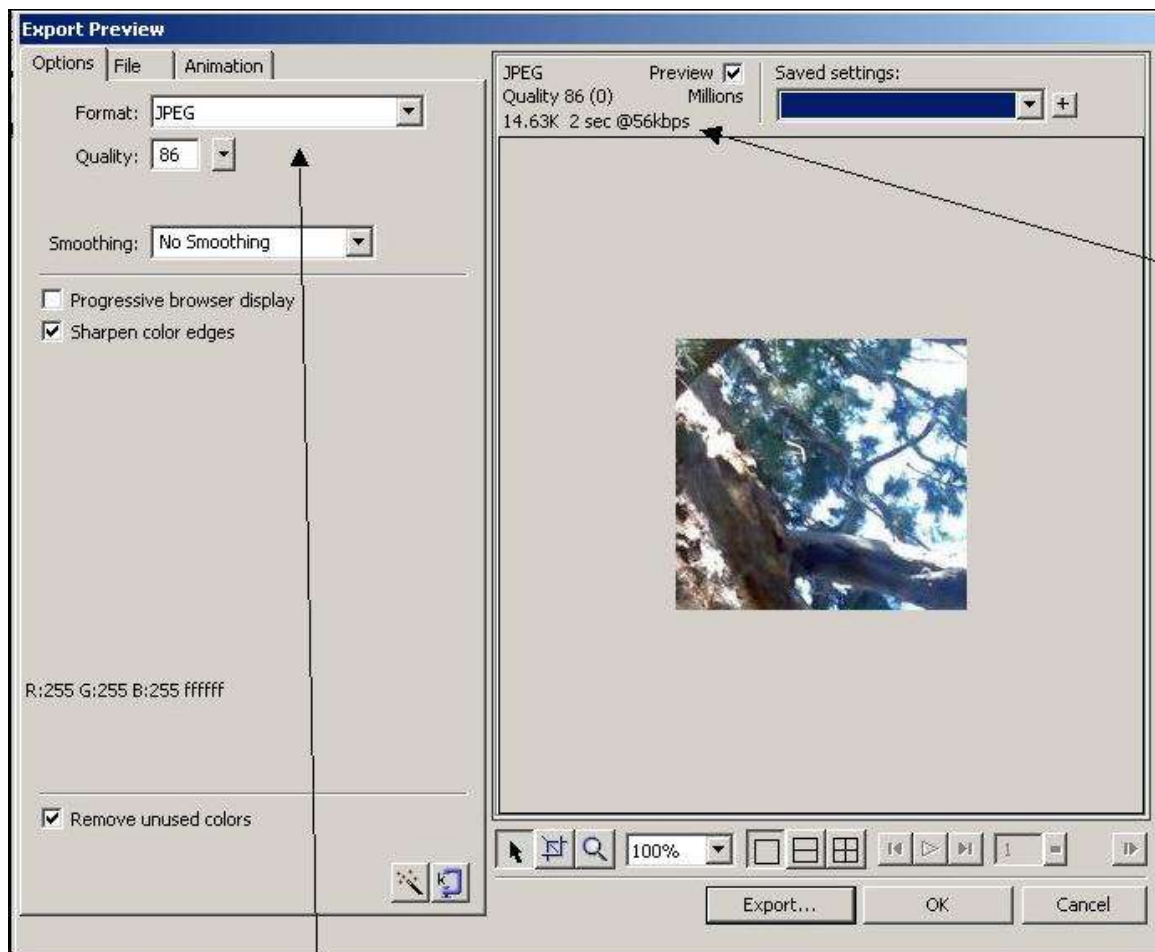 Export Preview
Options File Animation
Format: JPEG
Quality: 86
Smoothing: No Smoothing
Progressive browser display
Sharpen color edges
R:255 G:255 B:255 ffffff
Remove unused colors
JPEG Preview
Quality 86 (0) Millions
14.63K 2 sec @56kbps
Saved settings:
+
100%
1
Export...
OK
Cancel